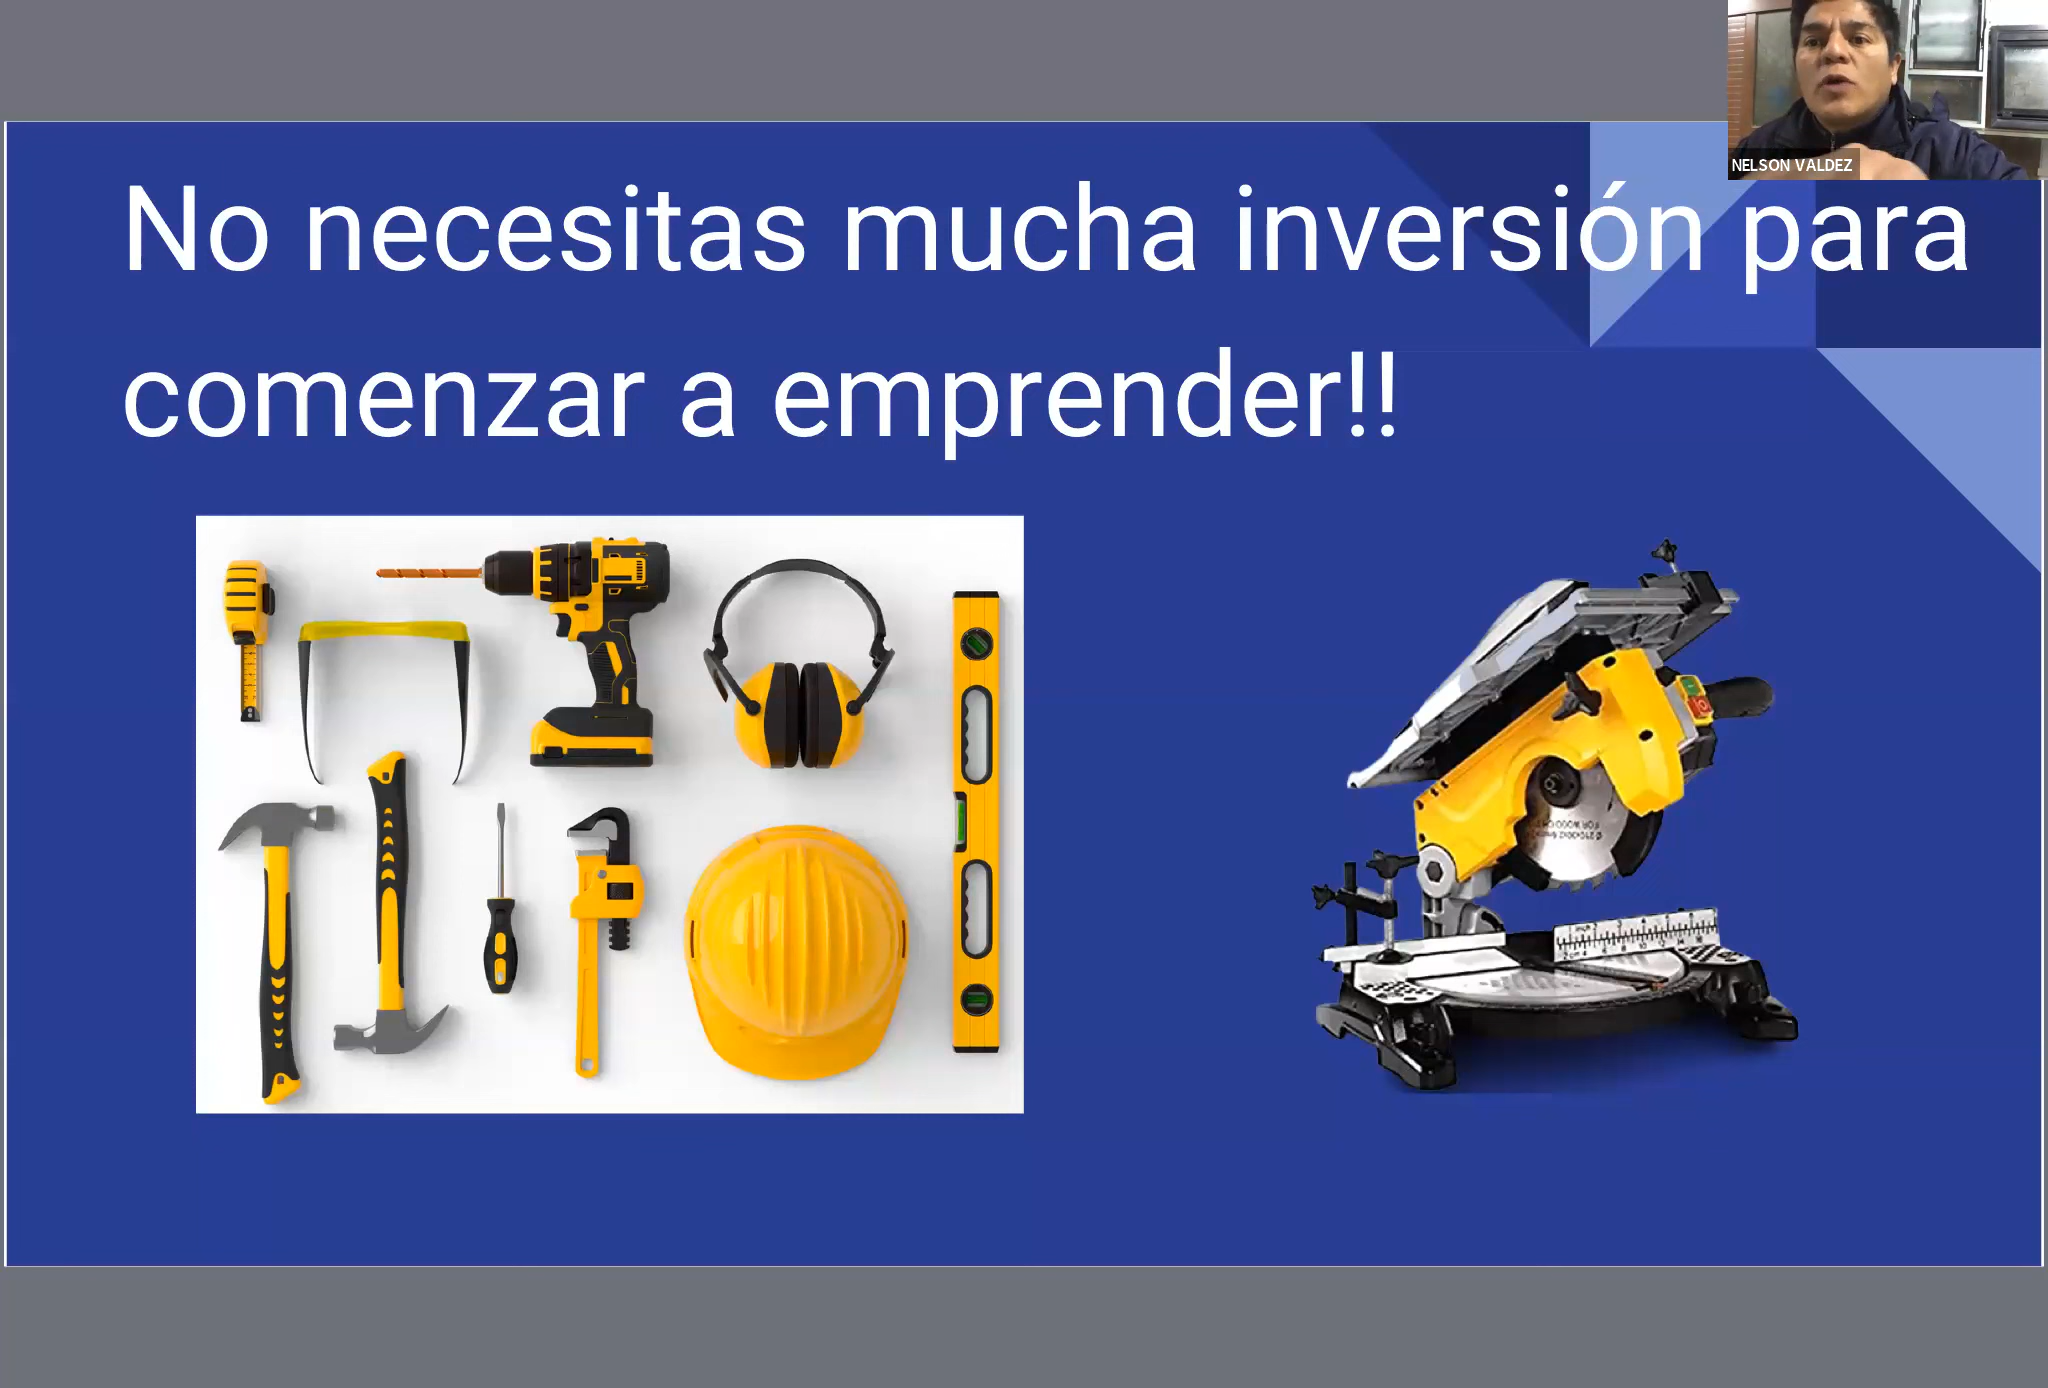 NELSON VALDEZ
No necesitas mucha inversión para
comenzar a emprender!!